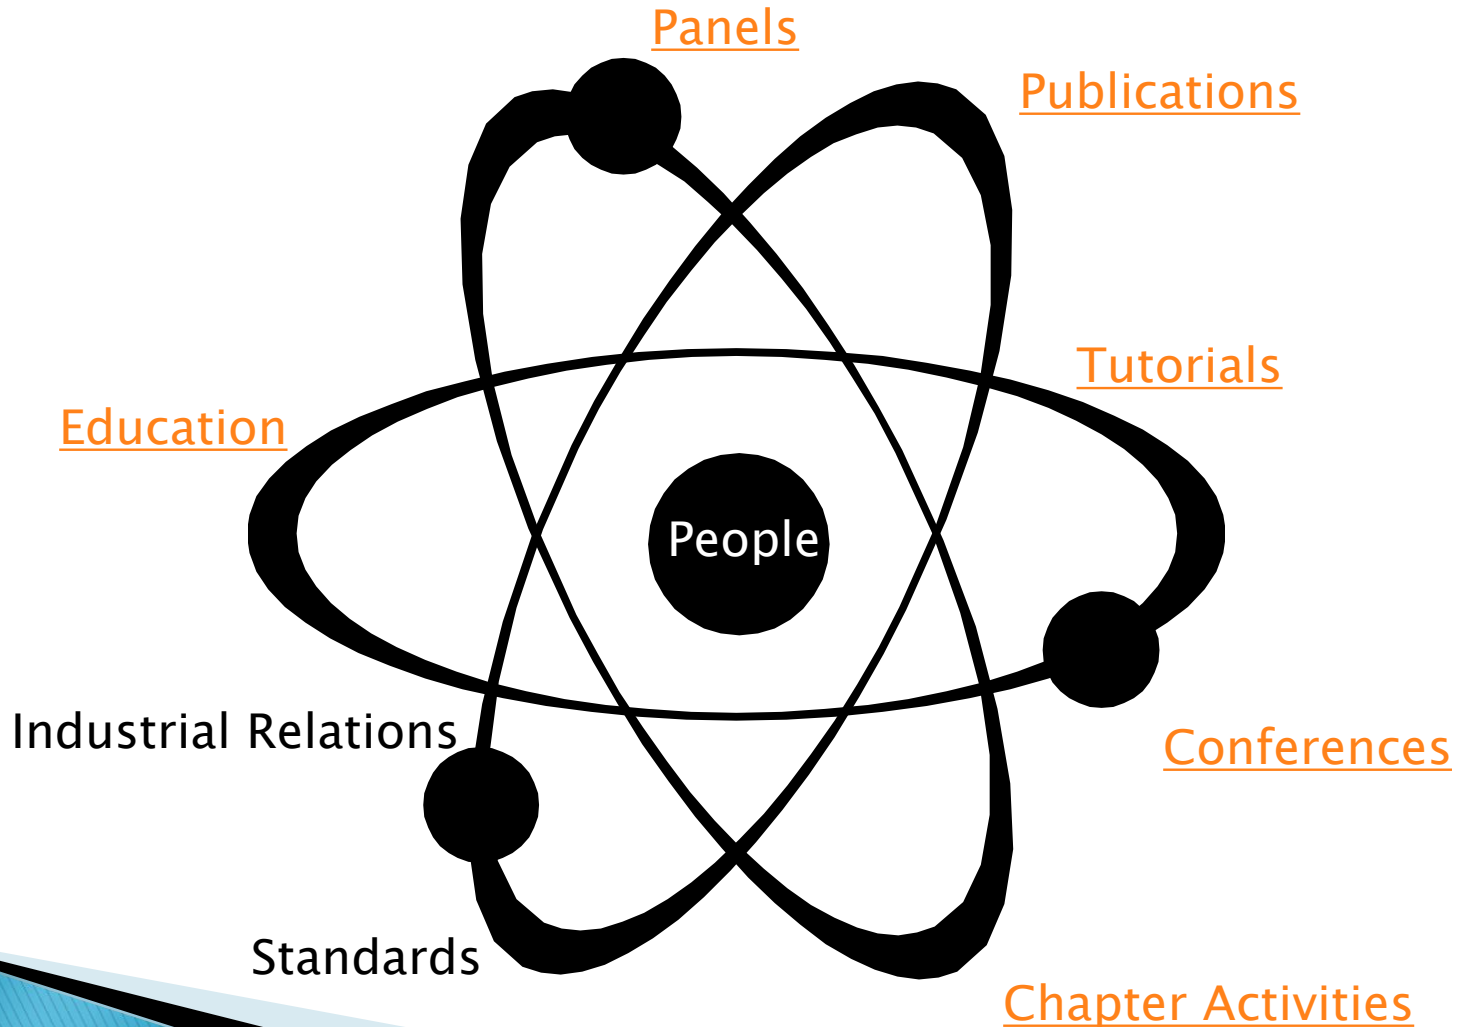 Panels
Publications
Tutorials
Education
People
Industrial Relations
Conferences
Standards
Chapter Activities